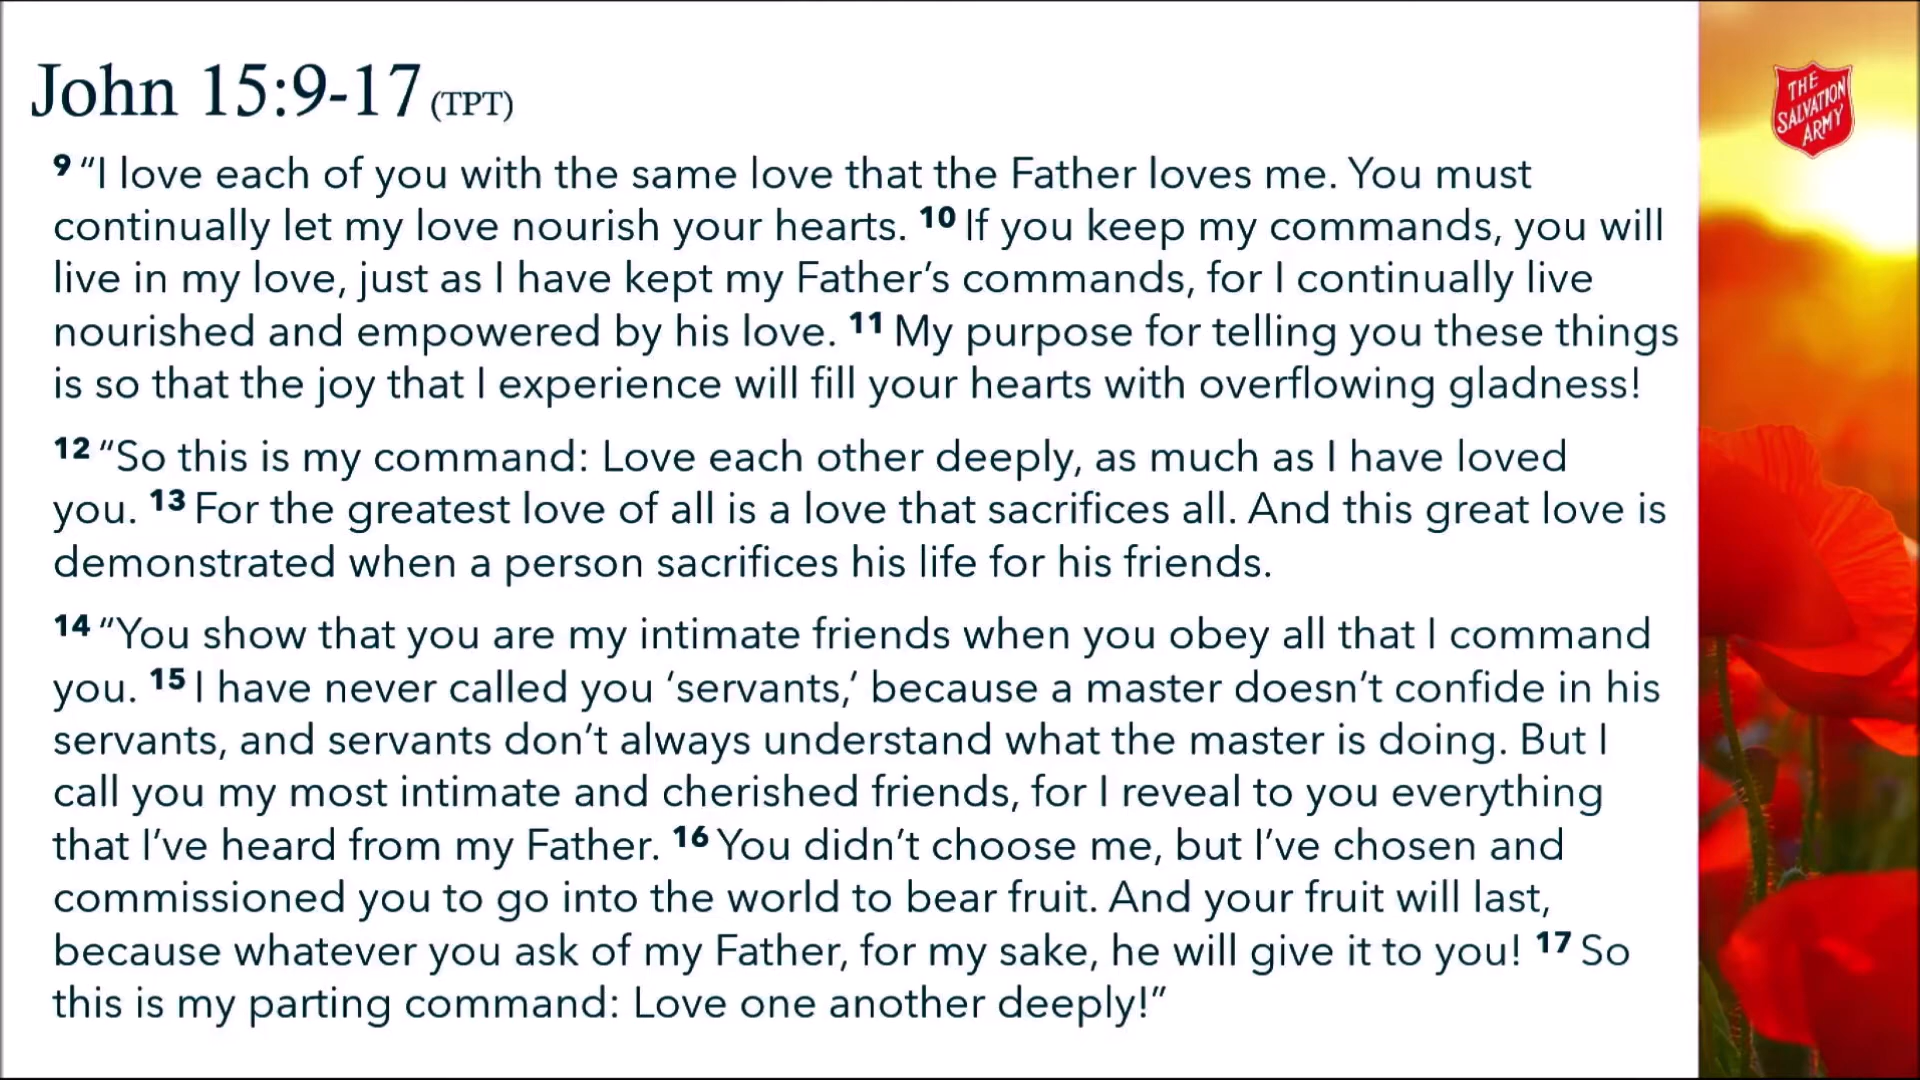 John 15:9-17 (TPT)
9 “I love each of you with the same love that the Father loves me. You must
continually let my love nourish your hearts. 10 If you keep my commands, you will
live in my love, just as I have kept my Father’s commands, for I continually live
nourished and empowered by his love. 11 My purpose for telling you these things
is so that the joy that I experience will fill your hearts with overflowing gladness!
12 “So this is my command: Love each other deeply, as much as I have loved
you. 13 For the greatest love of all is a love that sacrifices all. And this great love is
demonstrated when a person sacrifices his life for his friends.
14 “You show that you are my intimate friends when you obey all that I command
you. 15 I have never called you ‘servants,’ because a master doesn’t confide in his
servants, and servants don’t always understand what the master is doing. But I
call you my most intimate and cherished friends, for I reveal to you everything
that I’ve heard from my Father. 16 You didn’t choose me, but I’ve chosen and
commissioned you to go into the world to bear fruit. And your fruit will last,
because whatever you ask of my Father, for my sake, he will give it to you! 17 So
this is my parting command: Love one another deeply!”
THE
SALVATION
ARMY